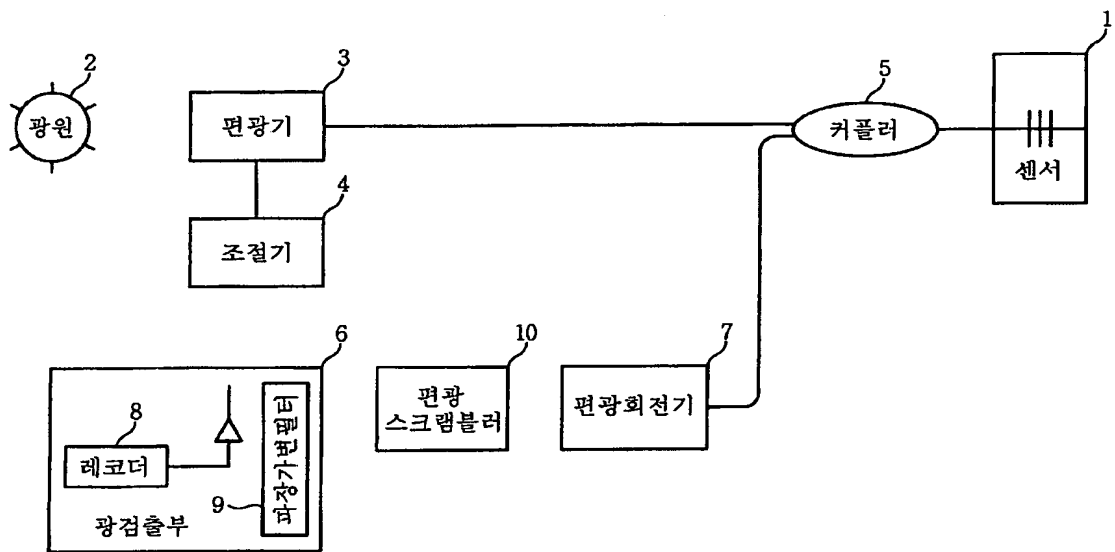 1
2
3
5
광원
편광기
커플러
센서
4
조절기
6
10
7
편광
스크램블러
편광회전기
8
레코더
파장가변필터
9
광검출부